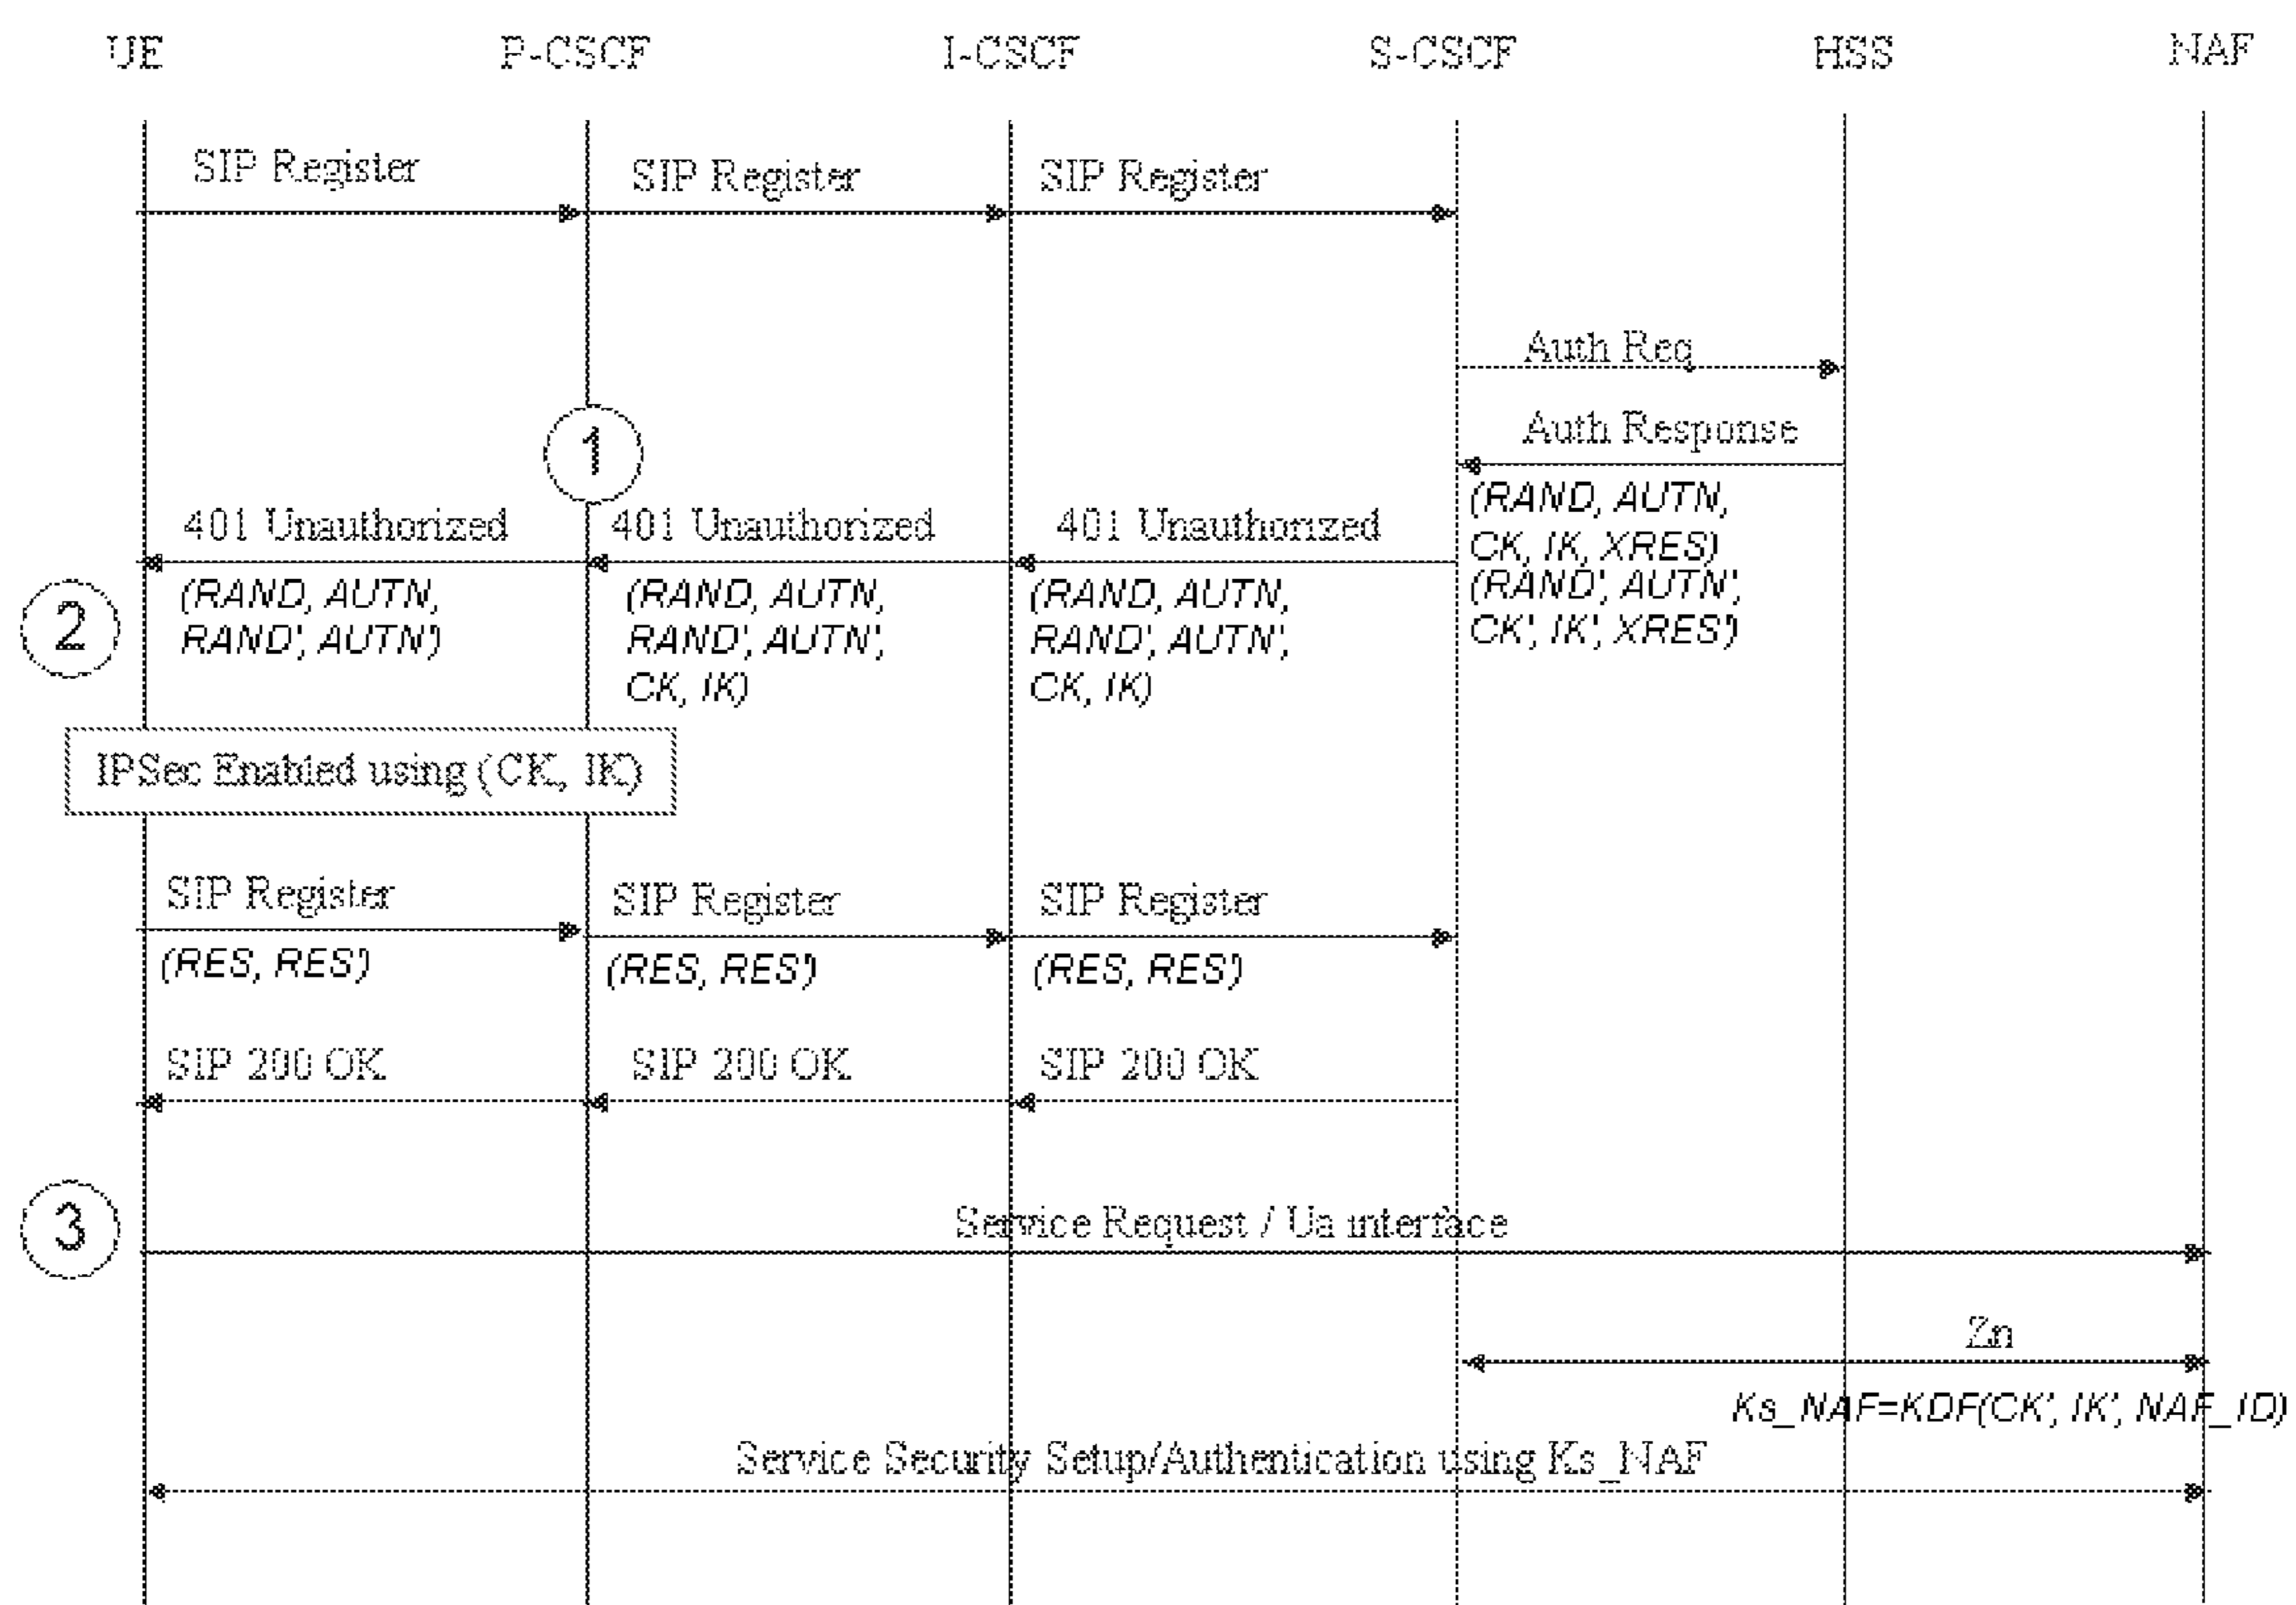 UE P-CSCF I-CSCF S-CSCF HSS NAF
SIP Register SIP Register SIP Register
Auth Req
1
Auth Response
(RAND, AUTN,
CK, IK, XRES)
(RAND', AUTN',
CK', IK', XRES')
401 Unauthorized 401 Unauthorized 401 Unauthorized
2
(RAND, AUTN,
RAND', AUTN')
(RAND, AUTN,
RAND', AUTN',
CK, IK)
(RAND, AUTN,
RAND', AUTN',
CK, IK)
IPSec Enabled using (CK, IK)
SIP Register SIP Register SIP Register
(RES, RES') (RES, RES') (RES, RES')
SIP 200 OK SIP 200 OK SIP 200 OK
3
Service Request / Ua interface
Zn
Ks_NAF=KDF(CK', IK', NAF_ID)
Service Security Setup/Authentication using Ks_NAF